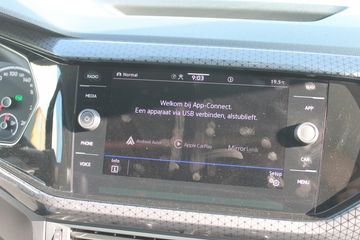 RADIO
MEDIA
PHONE
VOICE
Normal
9:03
19.5°C
Welkom bij App-Connect.
Een apparaat via USB verbinden, alstublieft.
Android Auto
Apple CarPlay
MirrorLink
Info
Setup
ASSIST
CAR
MENU